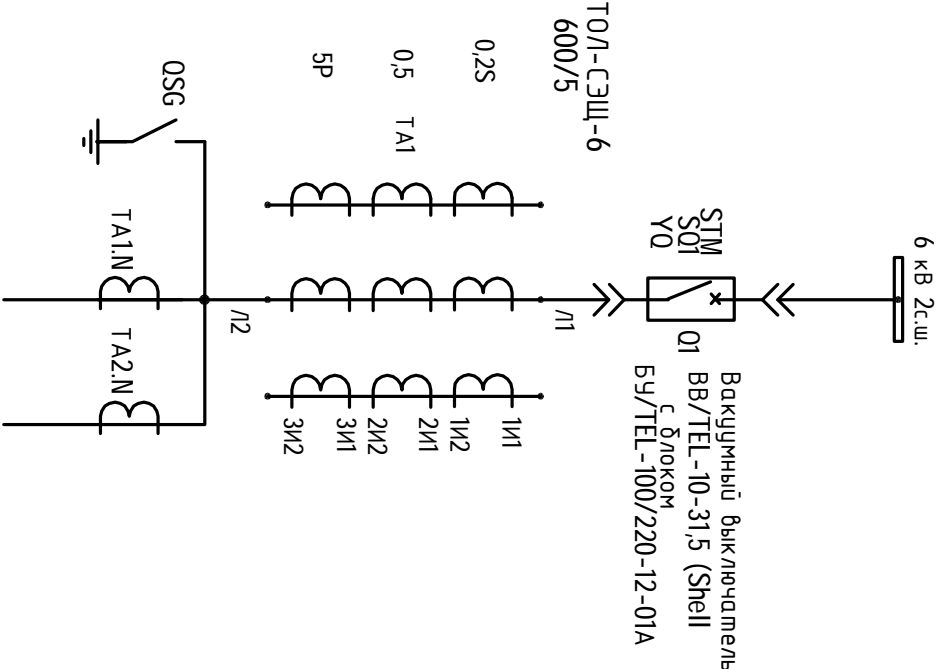 6 кВ 2с.ш.
STM
SQ1
YQ
Q1
Вакуумный выключатель
BB/TEL-10-31,5 (Shell
с блоком
БУ/TEL-100/220-12-01А
ТОЛ-СЭЩ-6
600/5
Л1
0,2S
0,5
5Р
ТА1
1И1
1И2
2И1
2И2
3И1
3И2
Л2
QSG
ТА1.N
ТА2.N